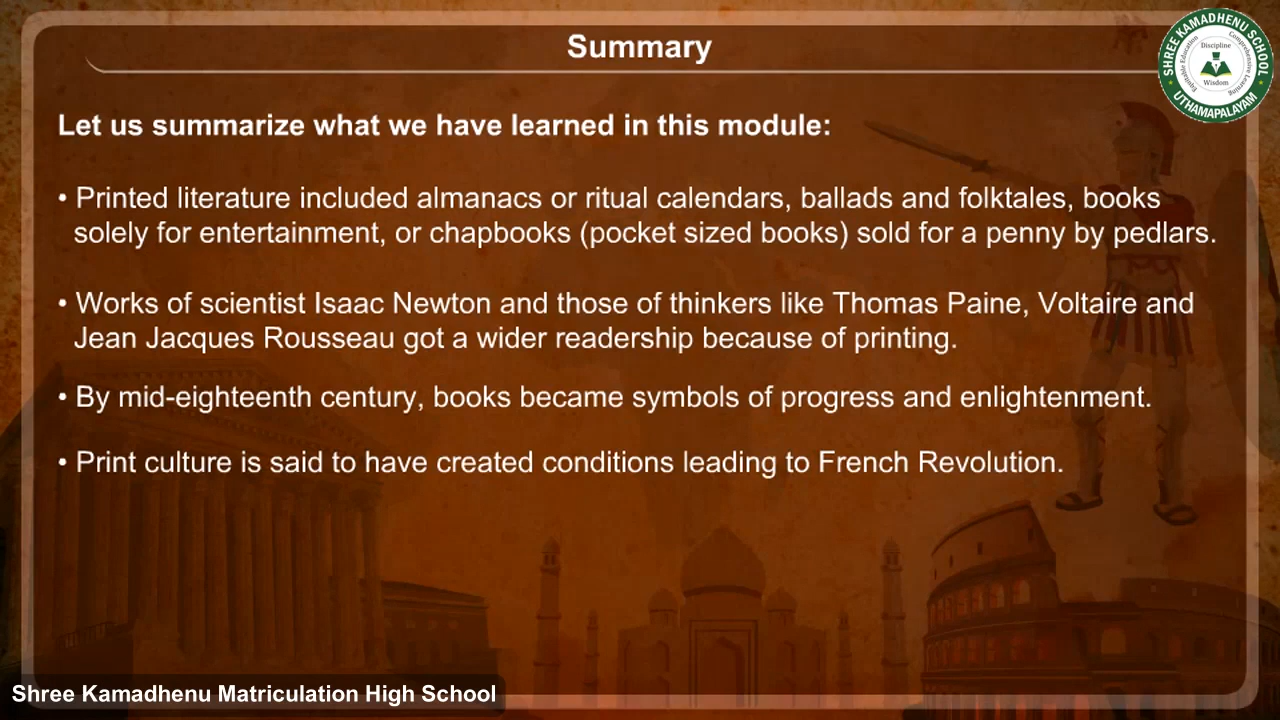 Summary
SHREE KAMADHENU SCHOOL
Discipline
Equitable Education
Comprehensive Learning
Wisdom
UTHAMAPALAYAM
Let us summarize what we have learned in this module:
• Printed literature included almanacs or ritual calendars, ballads and folktales, books
solely for entertainment, or chapbooks (pocket sized books) sold for a penny by pedlars.
• Works of scientist Isaac Newton and those of thinkers like Thomas Paine, Voltaire and
Jean Jacques Rousseau got a wider readership because of printing.
• By mid-eighteenth century, books became symbols of progress and enlightenment.
• Print culture is said to have created conditions leading to French Revolution.
Shree Kamadhenu Matriculation High School